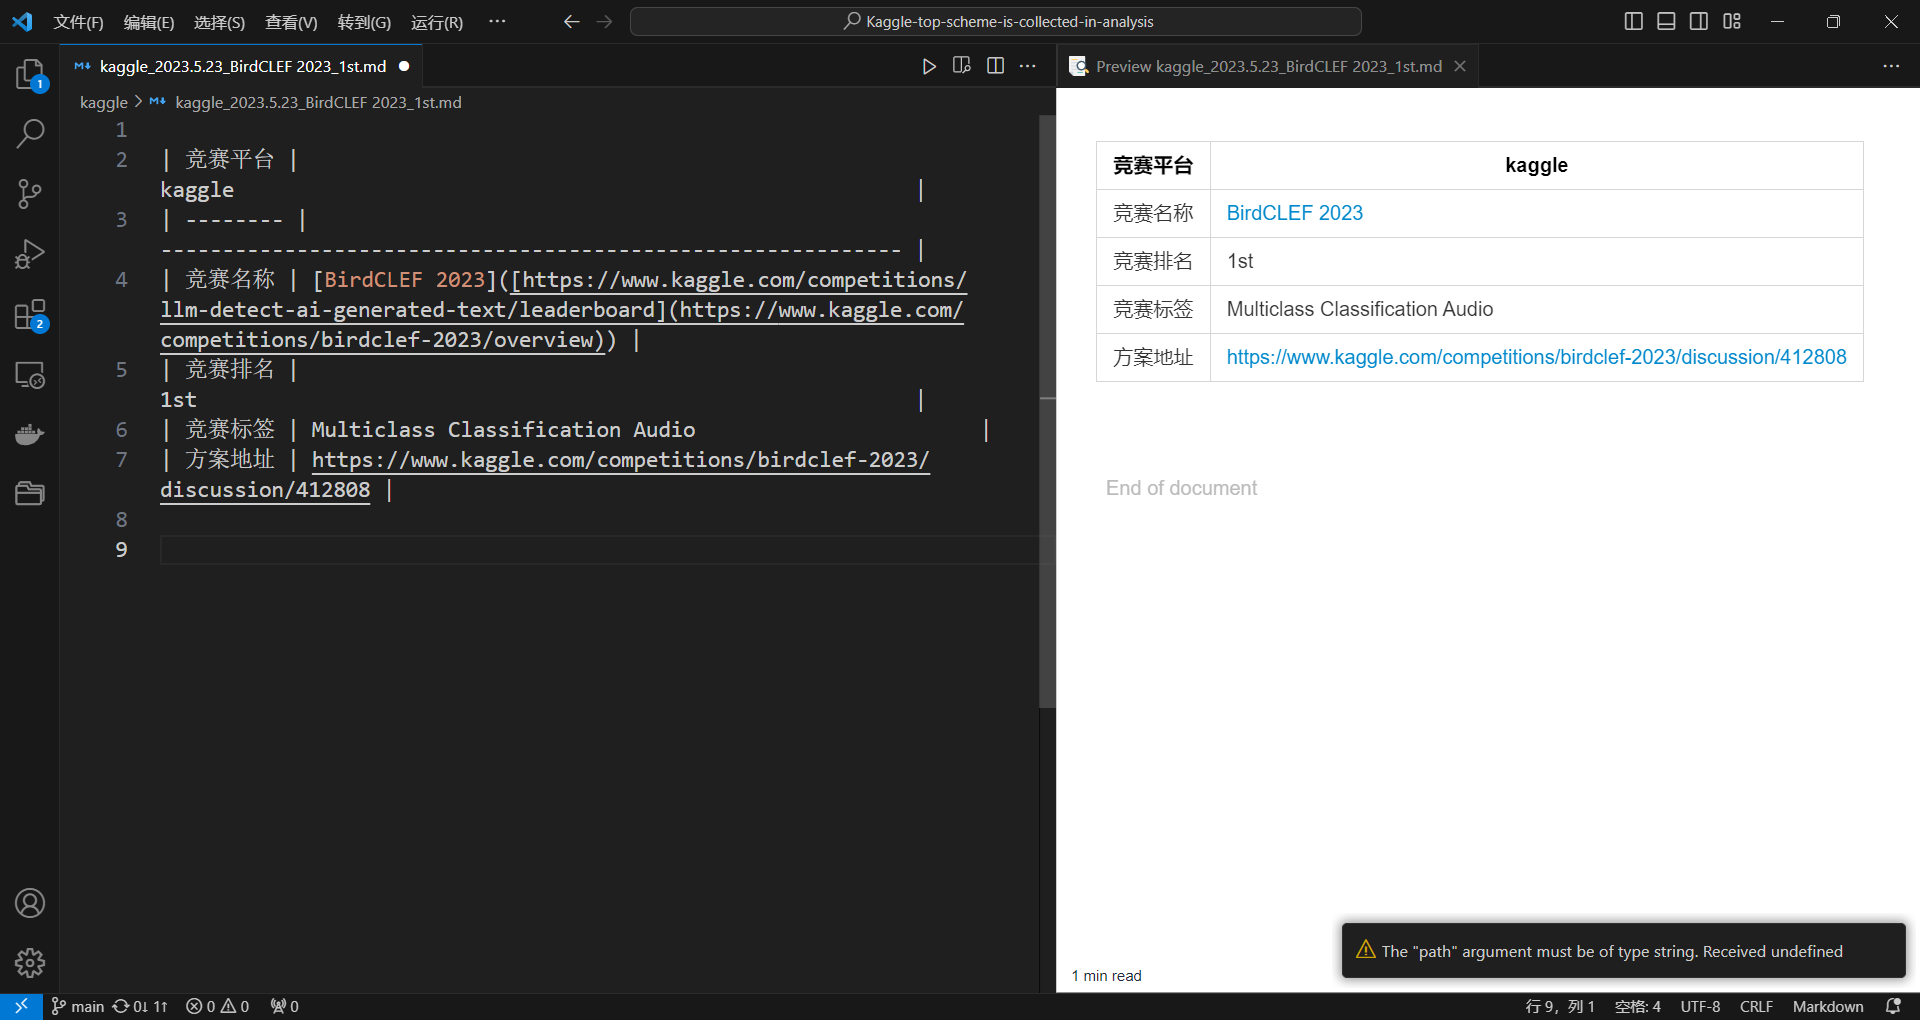 文件(F) 编辑(E) 选择(S) 查看(V) 转到(G) 运行(R) ··· Kaggle-top-scheme-is-collected-in-analysis
kaggle_2023.5.23_BirdCLEF 2023_1st.md
Preview kaggle_2023.5.23_BirdCLEF 2023_1st.md
kaggle > kaggle_2023.5.23_BirdCLEF 2023_1st.md
1
2 | 竞赛平台 |
kaggle |
3 | -------- |
------------------------------------------------------------ |
4 | 竞赛名称 | [BirdCLEF 2023]([https://www.kaggle.com/competitions/
llm-detect-ai-generated-text/leaderboard](https://www.kaggle.com/
competitions/birdclef-2023/overview)) |
5 | 竞赛排名 |
1st |
6 | 竞赛标签 | Multiclass Classification Audio |
7 | 方案地址 | https://www.kaggle.com/competitions/birdclef-2023/
discussion/412808 |
8
9
竞赛平台 kaggle
竞赛名称 BirdCLEF 2023
竞赛排名 1st
竞赛标签 Multiclass Classification Audio
方案地址 https://www.kaggle.com/competitions/birdclef-2023/discussion/412808
End of document
The "path" argument must be of type string. Received undefined
1 min read
1
2
main 0↓ 1↑ 0 0 0 行 9，列 1 空格: 4 UTF-8 CRLF Markdown